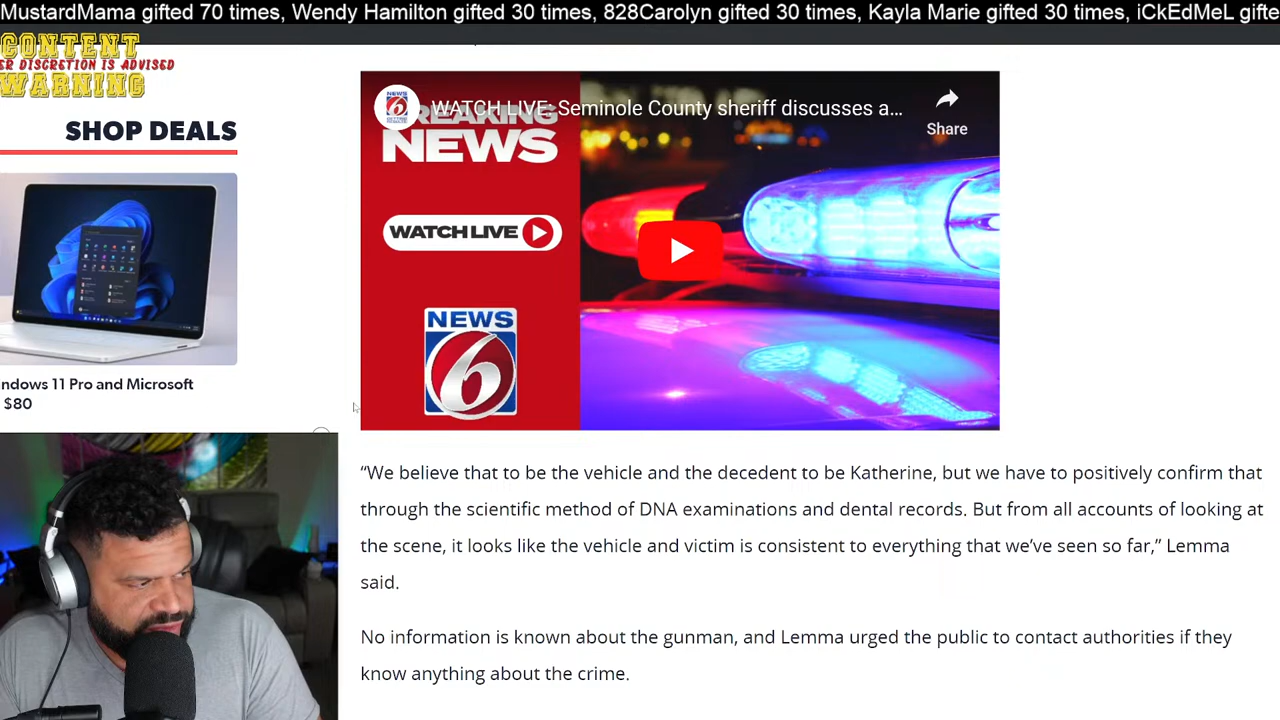 MustardMama gifted 70 times, Wendy Hamilton gifted 30 times, 828Carolyn gifted 30 times, Kayla Marie gifted 30 times, iCkEdMeL gifte
CONTENT
ER DISCRETION IS ADVISED
WARNING
SHOP DEALS
ndows 11 Pro and Microsoft
$80
WATCH LIVE: Seminole County sheriff discusses a...
Share
BREAKING
NEWS
WATCH LIVE
NEWS
6
“We believe that to be the vehicle and the decedent to be Katherine, but we have to positively confirm that
through the scientific method of DNA examinations and dental records. But from all accounts of looking at
the scene, it looks like the vehicle and victim is consistent to everything that we’ve seen so far,” Lemma
said.
No information is known about the gunman, and Lemma urged the public to contact authorities if they
know anything about the crime.